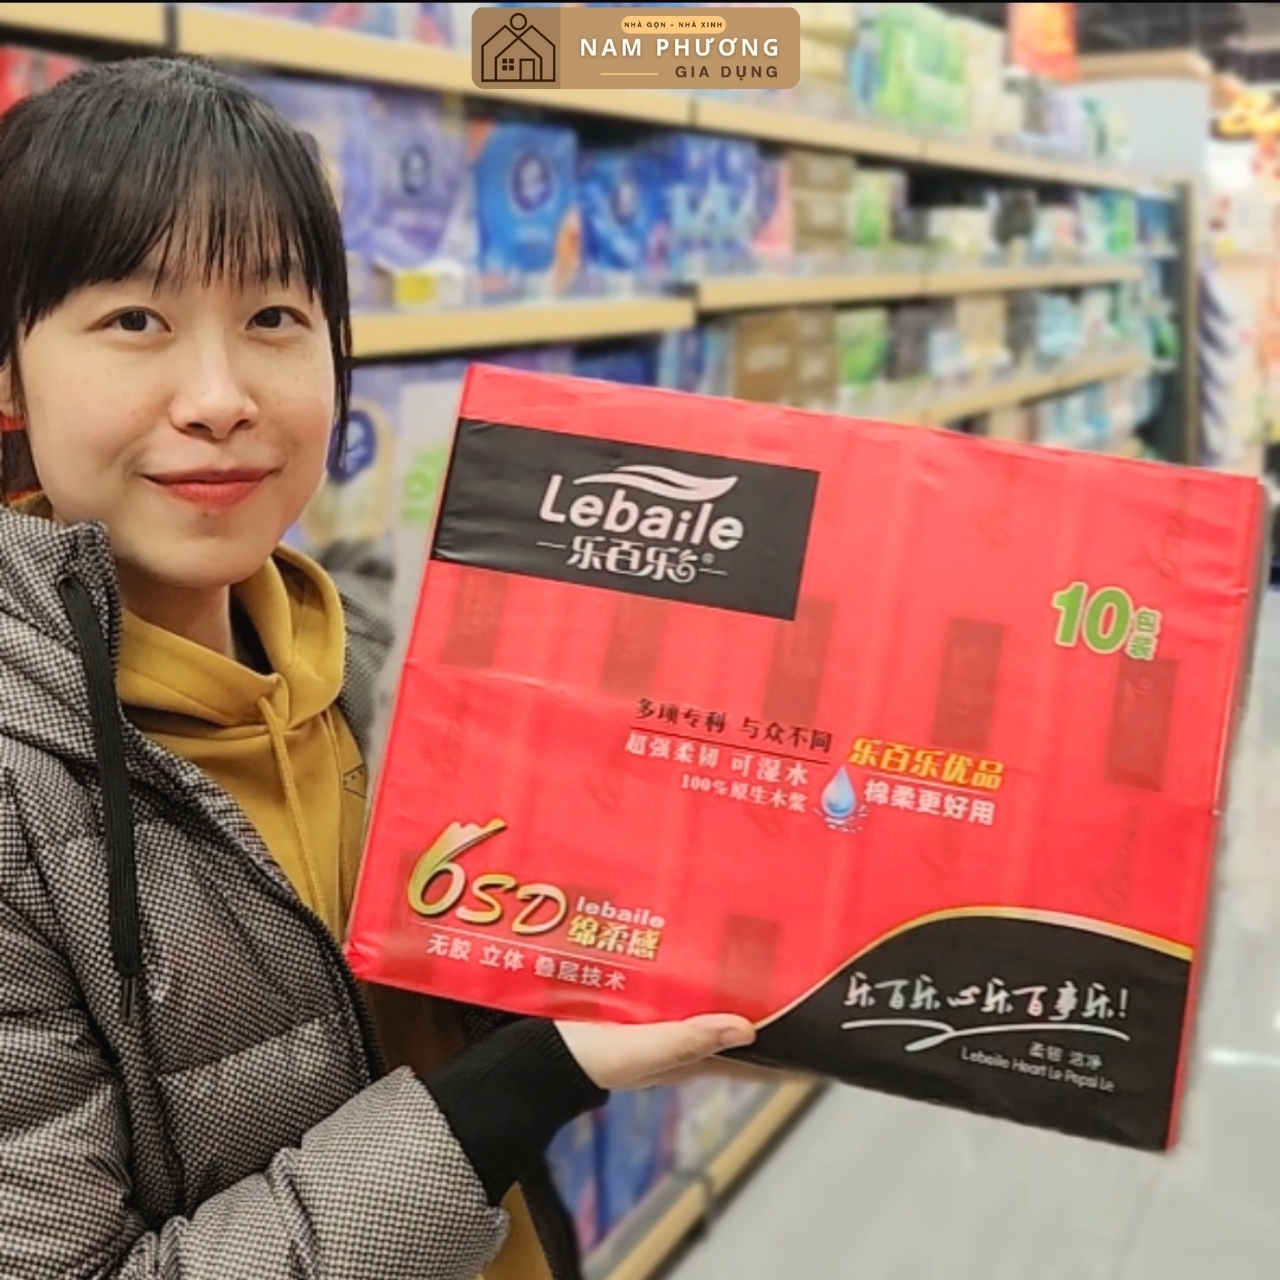 NHÀ GỌN - NHÀ XINH
NAM PHƯƠNG
GIA DỤNG
Lebaile
乐百乐®
10包装
多项专利 与众不同
超强柔韧 可湿水
100%原生木浆
乐百乐优品
棉柔更好用
6SD lebaile
绵柔感
无胶 立体 叠层技术
乐百乐心乐百事乐!
柔韧 洁净
Lebaile Heart Le Pepsi Le